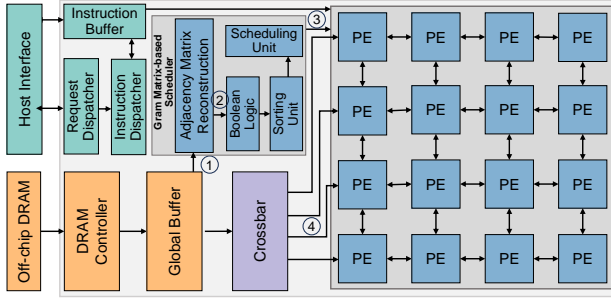 Host Interface
Instruction
Buffer
Request
Dispatcher
Instruction
Dispatcher
Gram Matrix-based
Scheduler
Adjacency Matrix
Reconstruction
②
Boolean
Logic
Scheduling
Unit
Sorting
Unit
③
①
Off-chip DRAM
DRAM
Controller
Global Buffer
Crossbar
④
PE PE PE PE
PE PE PE PE
PE PE PE PE
PE PE PE PE